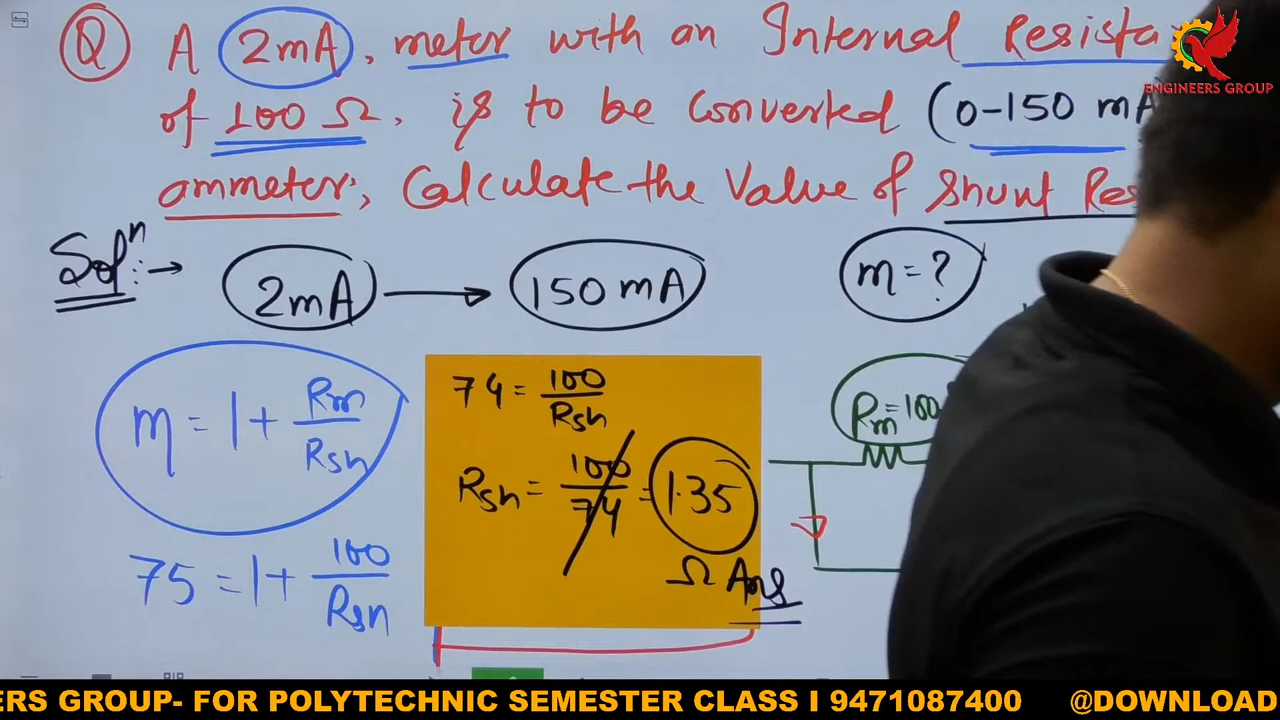 Q A 2mA, meter with an Internal Resista
of 100 Ω, is to be converted (0-150 mA
ammeter, Calculate the Value of Shunt Res
Solⁿ:→ 2mA → 150 mA m=?
m = 1 + Rm/Rsh
75 = 1 + 100/Rsh
74 = 100/Rsh
Rsh = 100/74 = 1.35
Ω Ans
Rm=100
ENGINEERS GROUP
ERS GROUP- FOR POLYTECHNIC SEMESTER CLASS I 9471087400 @DOWNLOAD